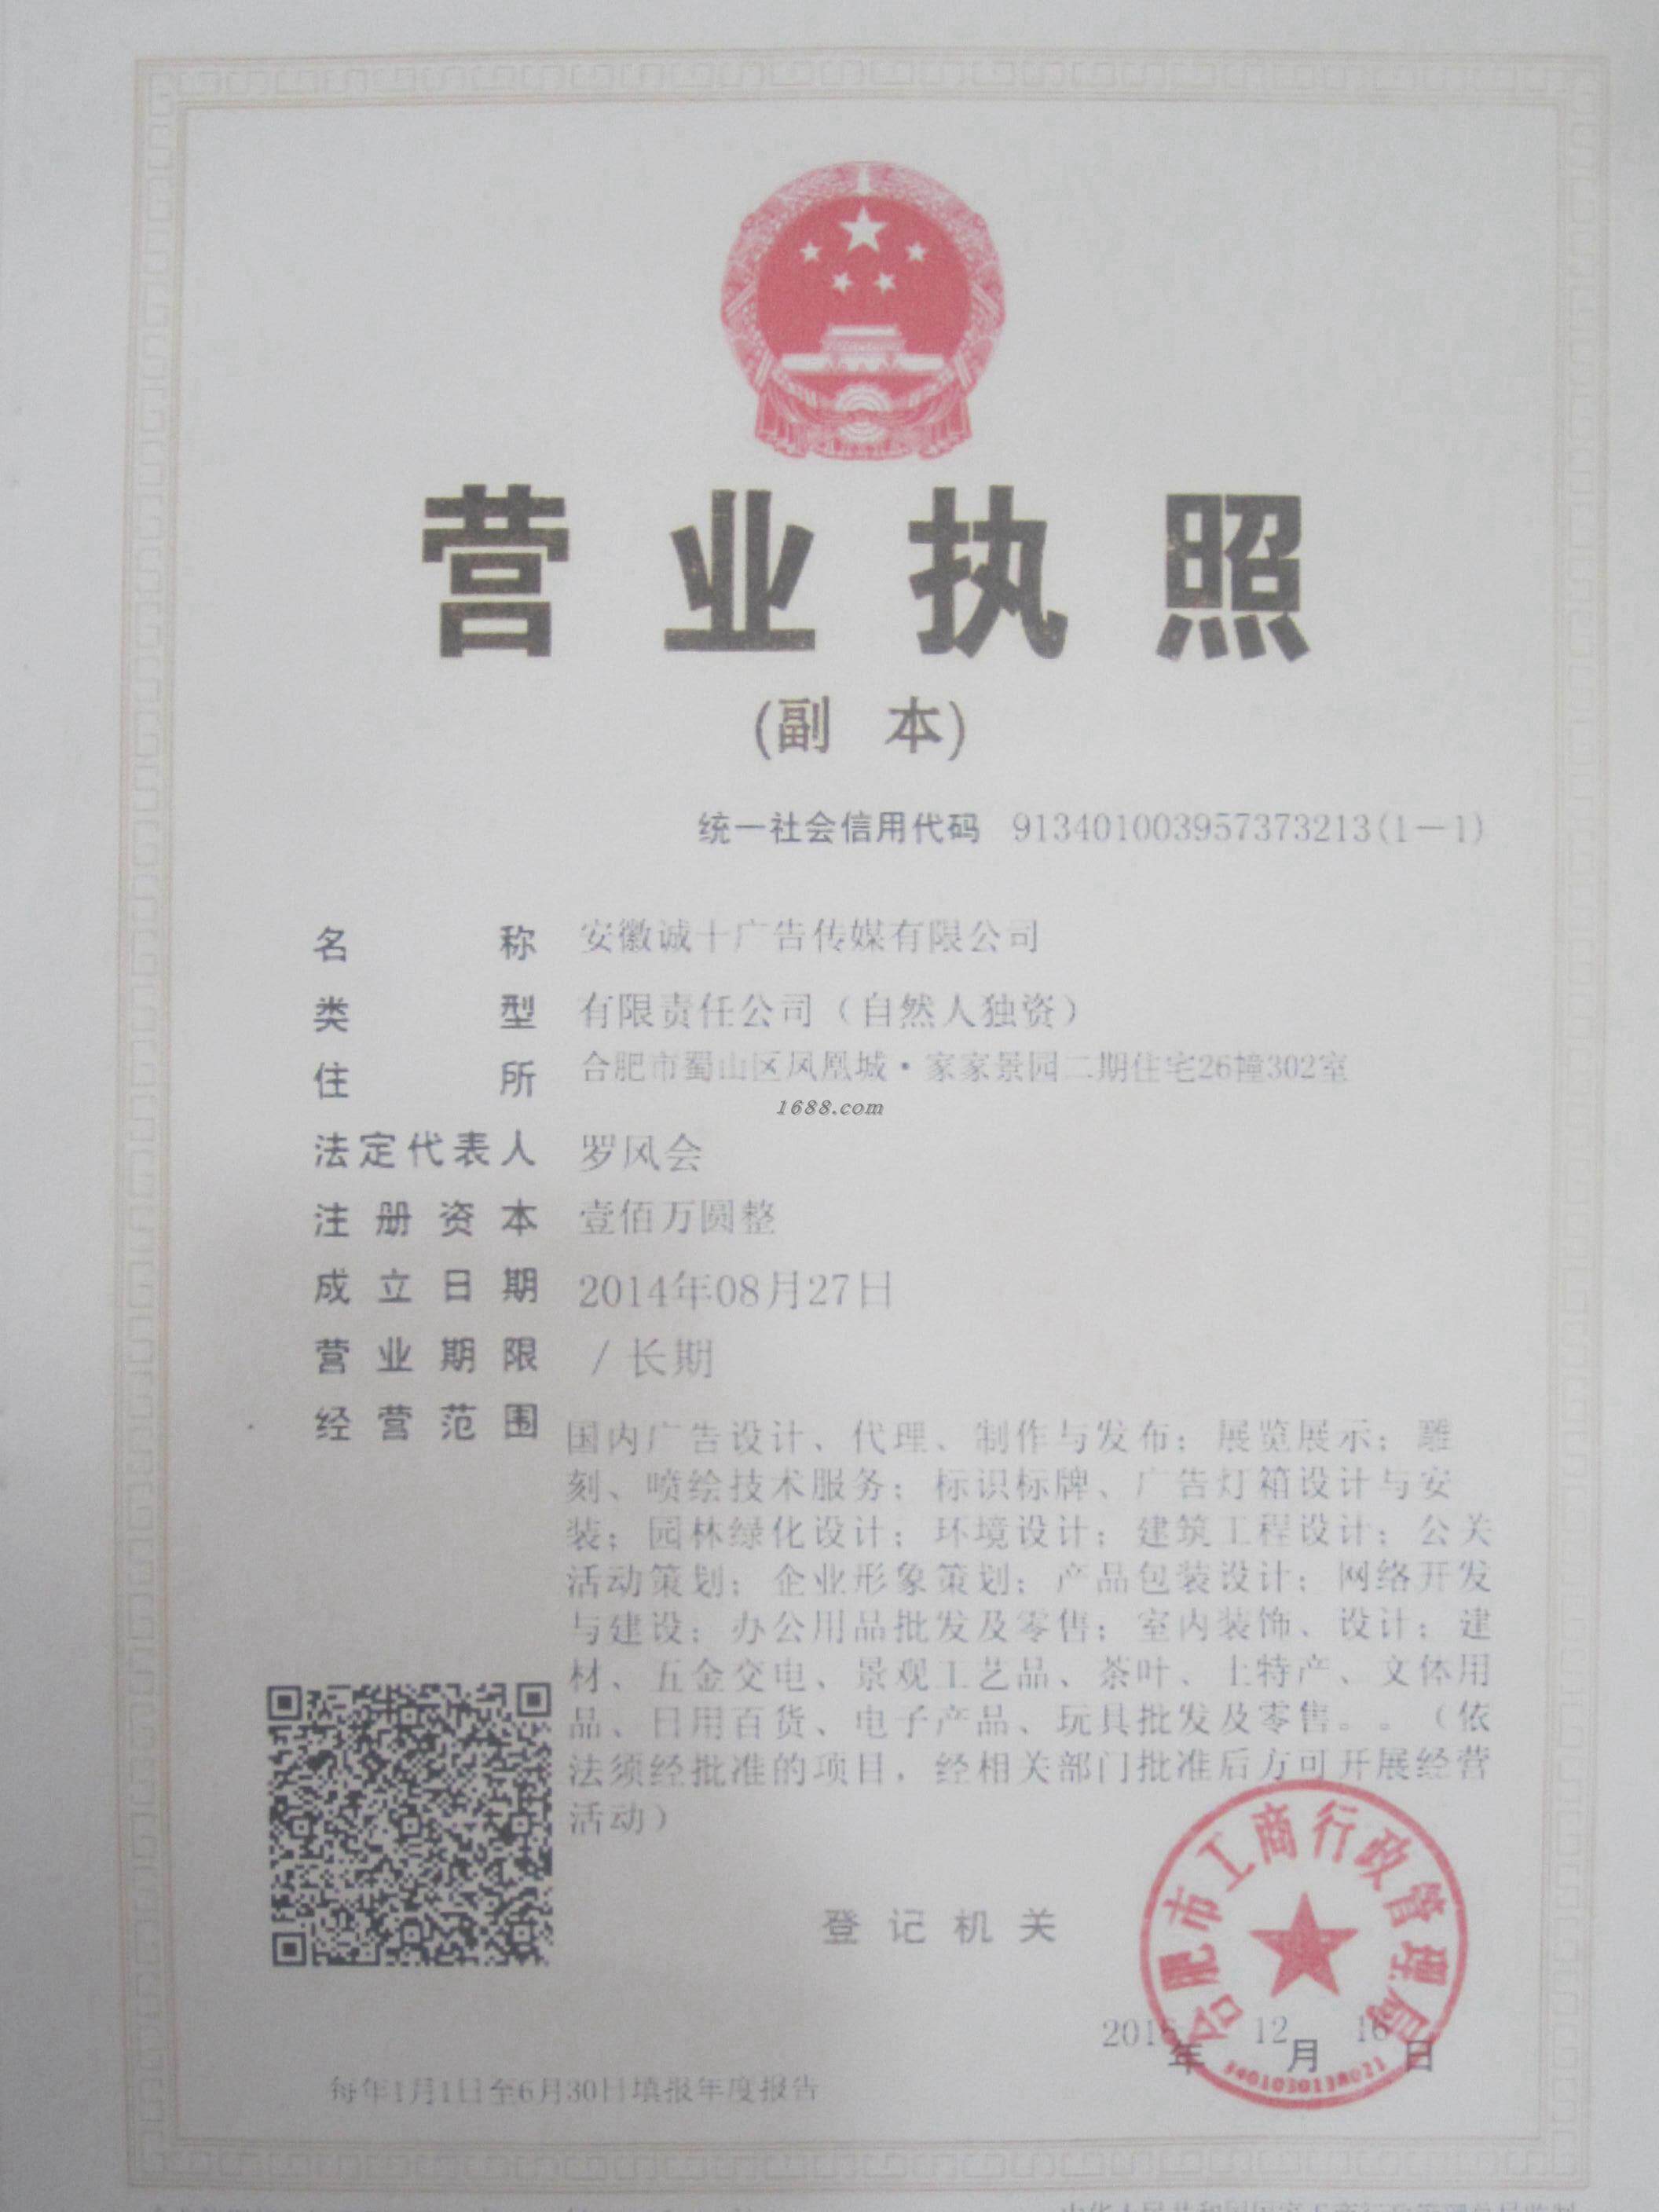 营业执照
(副 本)
统一社会信用代码 913401003957373213(1—1)
名 称 安徽诚十广告传媒有限公司
类 型 有限责任公司（自然人独资）
住 所 合肥市蜀山区凤凰城·家家景园二期住宅26幢302室
1688.com
法定代表人 罗风会
注册资本 壹佰万圆整
成立日期 2014年08月27日
营业期限 / 长期
经营范围 国内广告设计、代理、制作与发布；展览展示；雕
刻、喷绘技术服务；标识标牌、广告灯箱设计与安
装；园林绿化设计；环境设计；建筑工程设计；公关
活动策划；企业形象策划；产品包装设计；网络开发
与建设；办公用品批发及零售；室内装饰、设计；建
材、五金交电、景观工艺品、茶叶、土特产、文体用
品、日用百货、电子产品、玩具批发及零售。。（依
法须经批准的项目，经相关部门批准后方可开展经营
活动）
合肥市工商行政管理局
登记机关
年 12月 16日
每年1月1日至6月30日填报年度报告